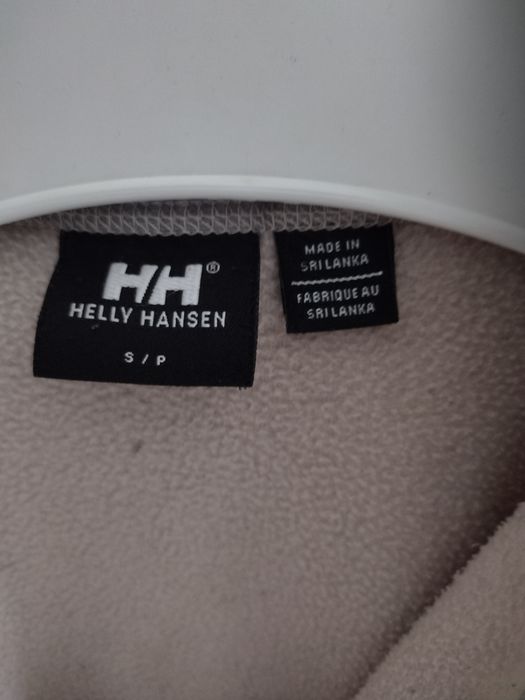 HH®
HELLY HANSEN
S / P
MADE IN
SRI LANKA
FABRIQUE AU
SRI LANKA